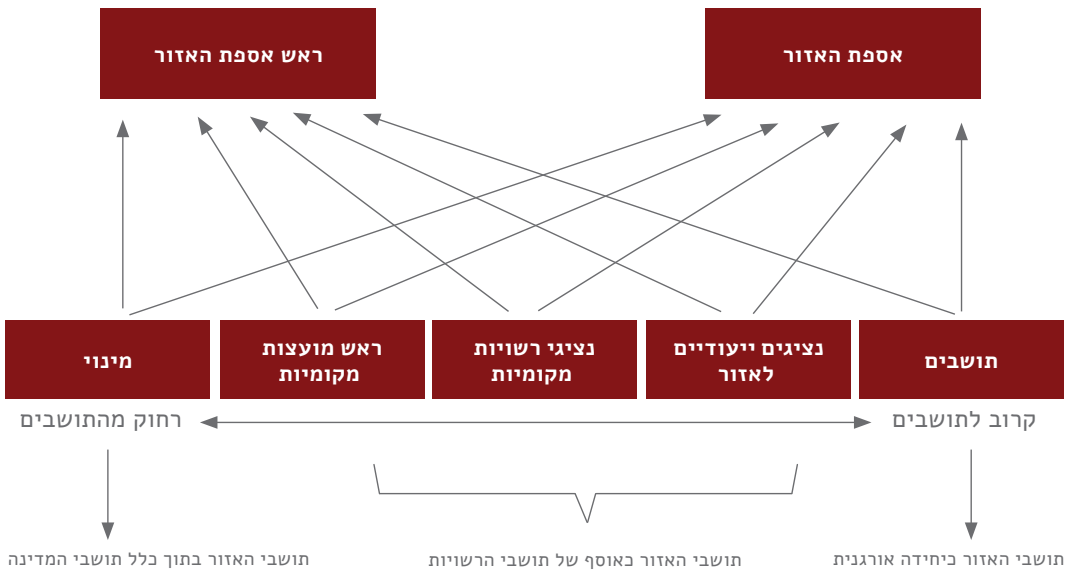 אספת האזור
ראש אספת האזור
תושבים
נציגים ייעודיים
לאזור
נציגי רשויות
מקומיות
ראש מועצות
מקומיות
מינוי
קרוב לתושבים
רחוק מהתושבים
תושבי האזור כיחידה אורגנית
תושבי האזור כאוסף של תושבי הרשויות
תושבי האזור בתוך כלל תושבי המדינה